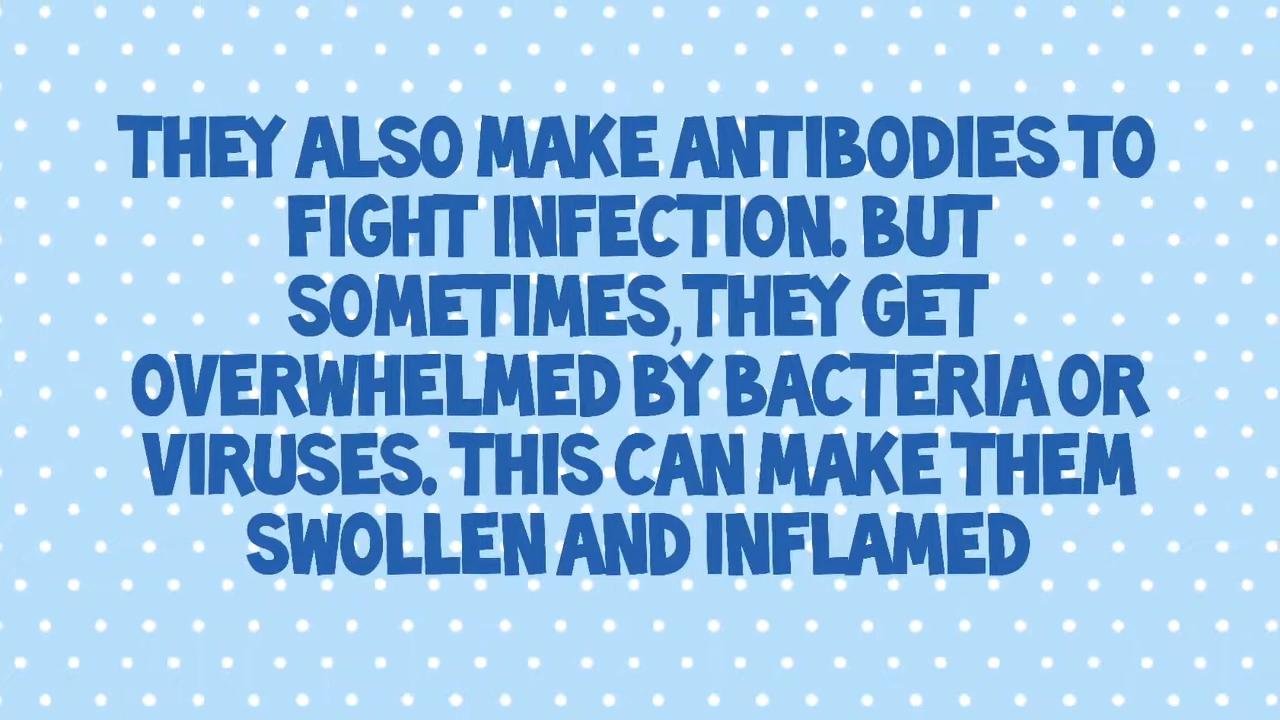 THEY ALSO MAKE ANTIBODIES TO
FIGHT INFECTION. BUT
SOMETIMES, THEY GET
OVERWHELMED BY BACTERIA OR
VIRUSES. THIS CAN MAKE THEM
SWOLLEN AND INFLAMED